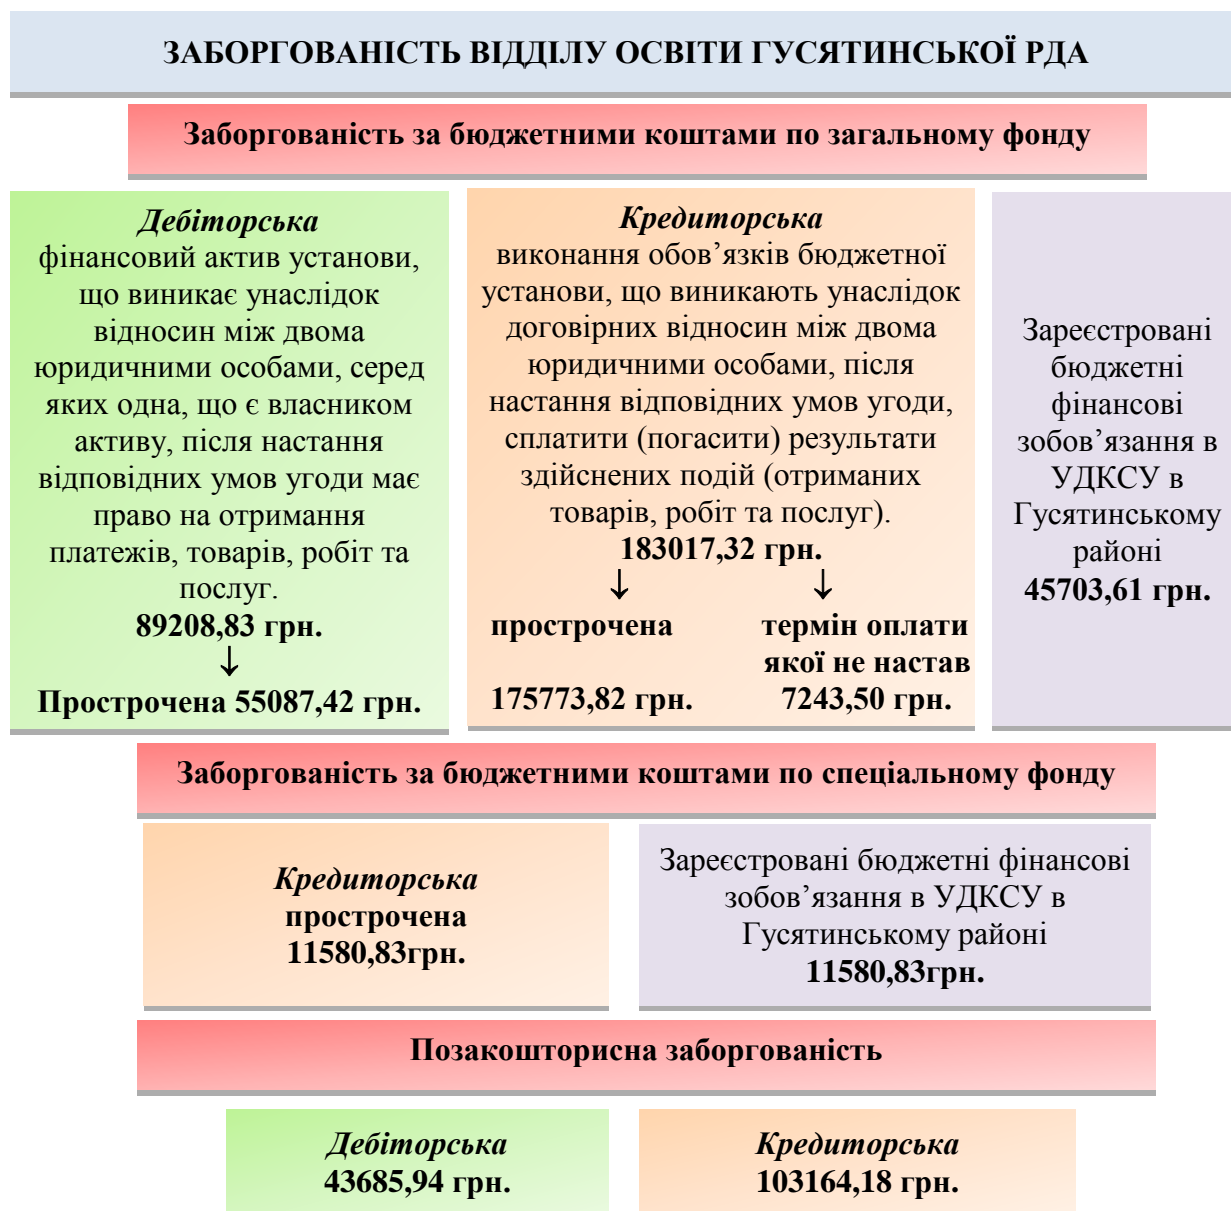 ЗАБОРГОВАНІСТЬ ВІДДІЛУ ОСВІТИ ГУСЯТИНСЬКОЇ РДА
Заборгованість за бюджетними коштами по загальному фонду
Дебіторська
фінансовий актив установи,
що виникає унаслідок
відносин між двома
юридичними особами, серед
яких одна, що є власником
активу, після настання
відповідних умов угоди має
право на отримання
платежів, товарів, робіт та
послуг.
89208,83 грн.
↓
Прострочена 55087,42 грн.
Кредиторська
виконання обов’язків бюджетної
установи, що виникають унаслідок
договірних відносин між двома
юридичними особами, після
настання відповідних умов угоди,
сплатити (погасити) результати
здійснених подій (отриманих
товарів, робіт та послуг).
183017,32 грн.
↓ ↓
прострочена термін оплати
якої не настав
175773,82 грн. 7243,50 грн.
Зареєстровані
бюджетні
фінансові
зобов’язання в
УДКСУ в
Гусятинському
районі
45703,61 грн.
Заборгованість за бюджетними коштами по спеціальному фонду
Кредиторська
прострочена
11580,83грн.
Зареєстровані бюджетні фінансові
зобов’язання в УДКСУ в
Гусятинському районі
11580,83грн.
Позакошторисна заборгованість
Дебіторська
43685,94 грн.
Кредиторська
103164,18 грн.